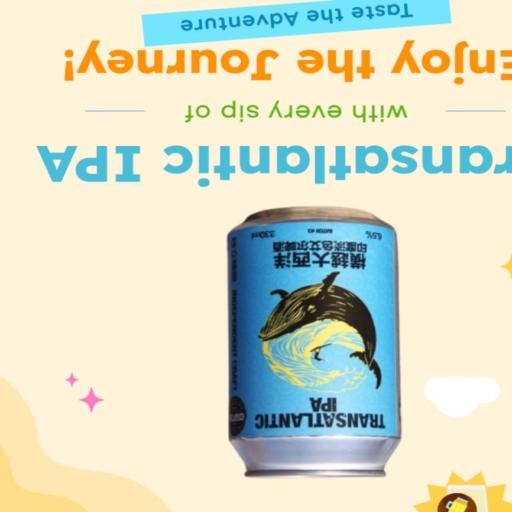 TRANSATLANTIC
IPA
橫越大西洋
印度淡色艾爾啤酒
6.5% 330ml
ransatlantic IPA
with every sip of
Enjoy the Journey!
Taste the Adventure